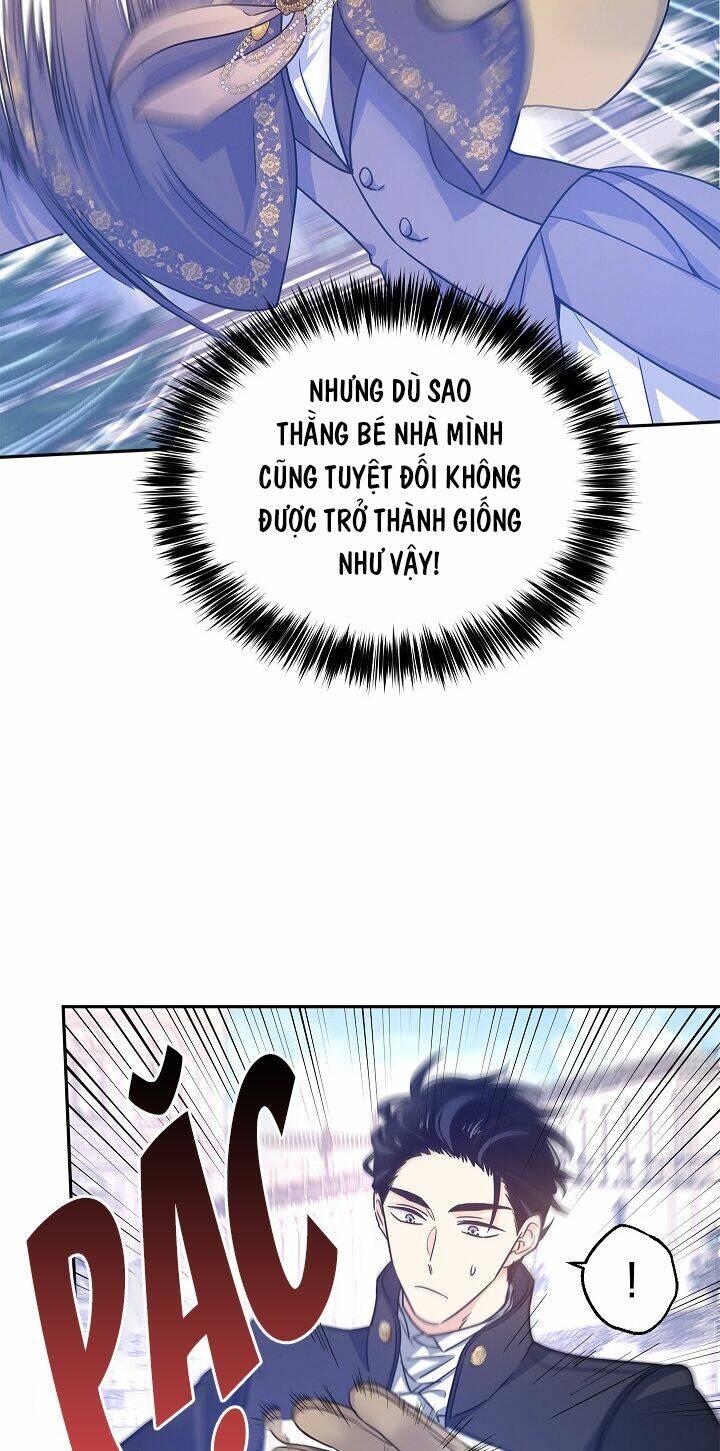 NHƯNG DÙ SAO
THẰNG BÉ NHÀ MÌNH
CŨNG TUYỆT ĐỐI KHÔNG
ĐƯỢC TRỞ THÀNH GIỐNG
NHƯ VẬY!
PẶC
!